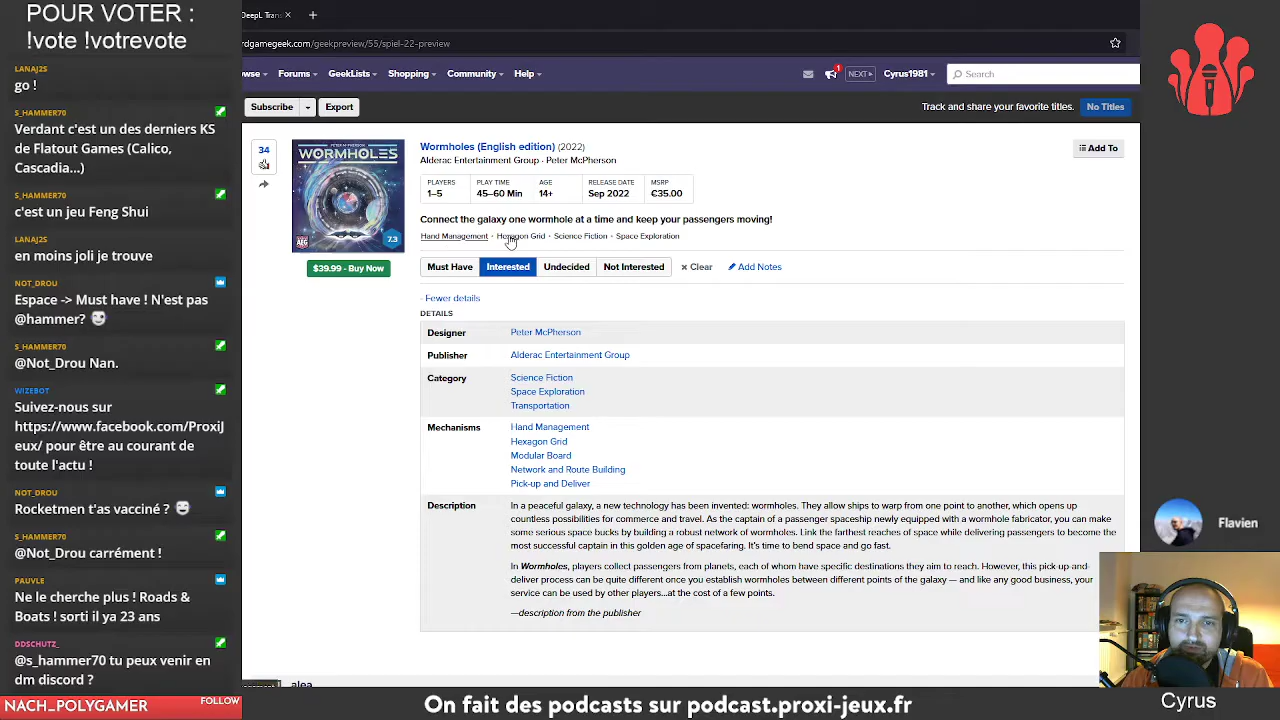 POUR VOTER :
!vote !votrevote
LANAJ2S
go !
S_HAMMER70
Verdant c'est un des derniers KS
de Flatout Games (Calico,
Cascadia...)
S_HAMMER70
c'est un jeu Feng Shui
LANAJ2S
en moins joli je trouve
NOT_DROU
Espace -> Must have ! N'est pas
@hammer?
S_HAMMER70
@Not_Drou Nan.
WIZEBOT
Suivez-nous sur
https://www.facebook.com/ProxiJ
eux/ pour être au courant de
toute l'actu !
NOT_DROU
Rocketmen t'as vacciné ?
S_HAMMER70
@Not_Drou carrément !
PAUVLE
Ne le cherche plus ! Roads &
Boats ! sorti il ya 23 ans
DDSCHUTZ_
@s_hammer70 tu peux venir en
dm discord ?
NACH_POLYGAMER FOLLOW
DeepL Trans
rdgamegeek.com/geekpreview/55/spiel-22-preview
wse Forums GeekLists Shopping Community Help 1 NEXT Cyrus1981 Search
Subscribe Export Track and share your favorite titles. No Titles
34
PETER MCPHERSON
WORMHOLES
AEG
7.3
$39.99 - Buy Now
Wormholes (English edition) (2022)
Add To
Alderac Entertainment Group · Peter McPherson
PLAYERS PLAY TIME AGE RELEASE DATE MSRP
1–5 45–60 Min 14+ Sep 2022 €35.00
Connect the galaxy one wormhole at a time and keep your passengers moving!
Hand Management · Hexagon Grid · Science Fiction · Space Exploration
Must Have Interested Undecided Not Interested Clear Add Notes
- Fewer details
DETAILS
Designer Peter McPherson
Publisher Alderac Entertainment Group
Category Science Fiction
Space Exploration
Transportation
Mechanisms Hand Management
Hexagon Grid
Modular Board
Network and Route Building
Pick-up and Deliver
Description In a peaceful galaxy, a new technology has been invented: wormholes. They allow ships to warp from one point to another, which opens up
countless possibilities for commerce and travel. As the captain of a passenger spaceship newly equipped with a wormhole fabricator, you can make
some serious space bucks by building a robust network of wormholes. Link the farthest reaches of space while delivering passengers to become the
most successful captain in this golden age of spacefaring. It's time to bend space and go fast.
In Wormholes, players collect passengers from planets, each of whom have specific destinations they aim to reach. However, this pick-up-and-
deliver process can be quite different once you establish wormholes between different points of the galaxy — and like any good business, your
service can be used by other players...at the cost of a few points.
—description from the publisher
alea
Flavien
On fait des podcasts sur podcast.proxi-jeux.fr
Cyrus